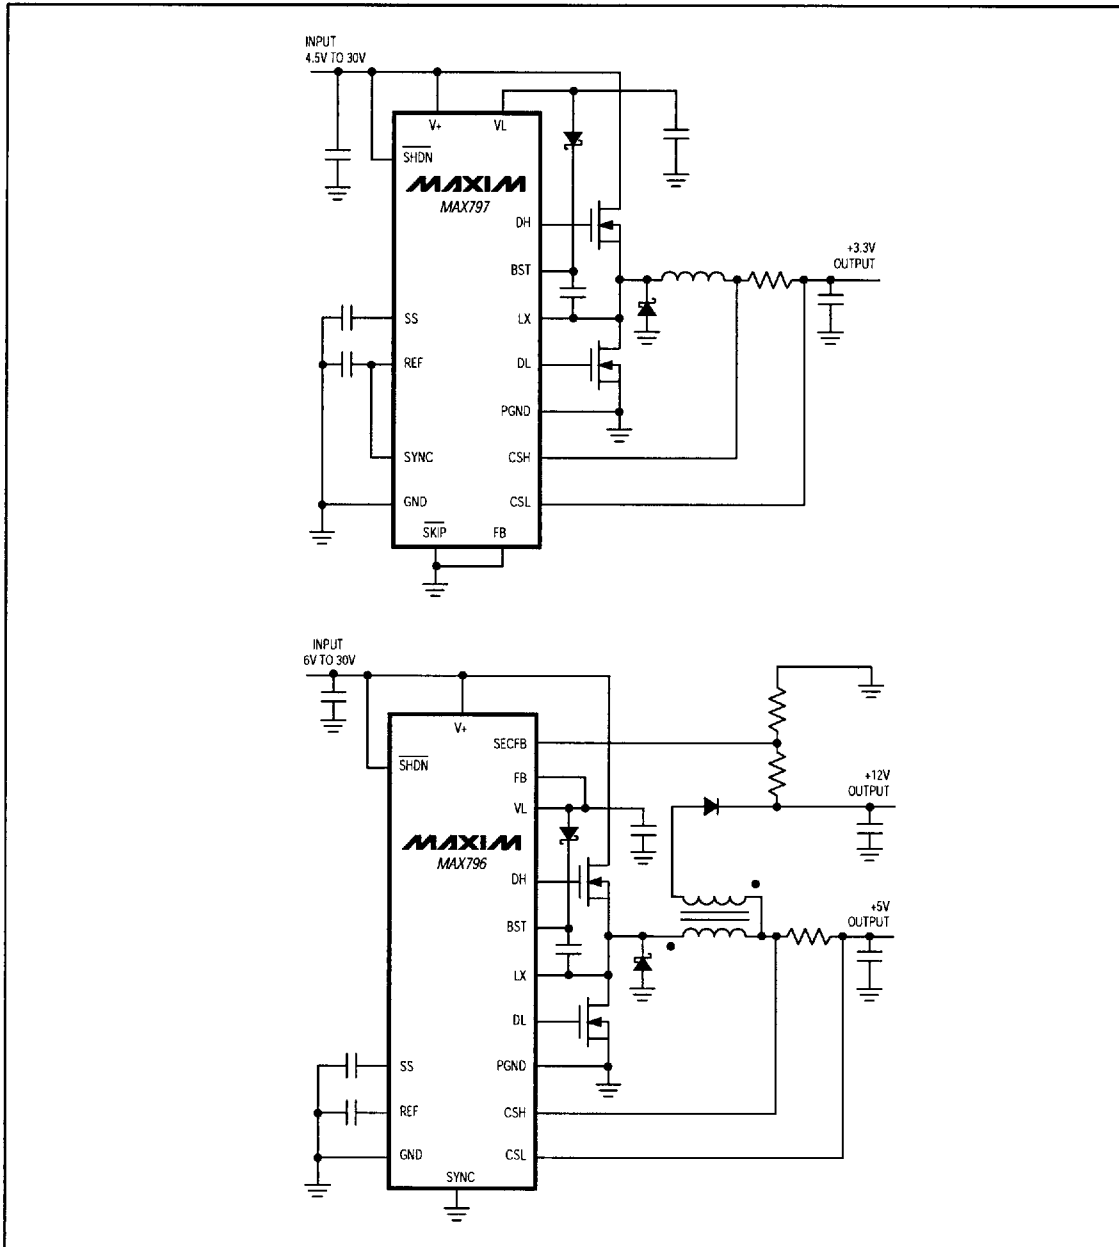 INPUT
4.5V TO 30V
V+
VL
SHDN
MAXIM
MAX797
DH
BST
+3.3V
OUTPUT
SS
LX
REF
DL
PGND
SYNC
CSH
GND
CSL
SKIP
FB
INPUT
6V TO 30V
V+
SECFB
SHDN
FB
+12V
OUTPUT
VL
MAXIM
MAX796
DH
+5V
OUTPUT
BST
LX
DL
SS
PGND
REF
CSH
GND
CSL
SYNC